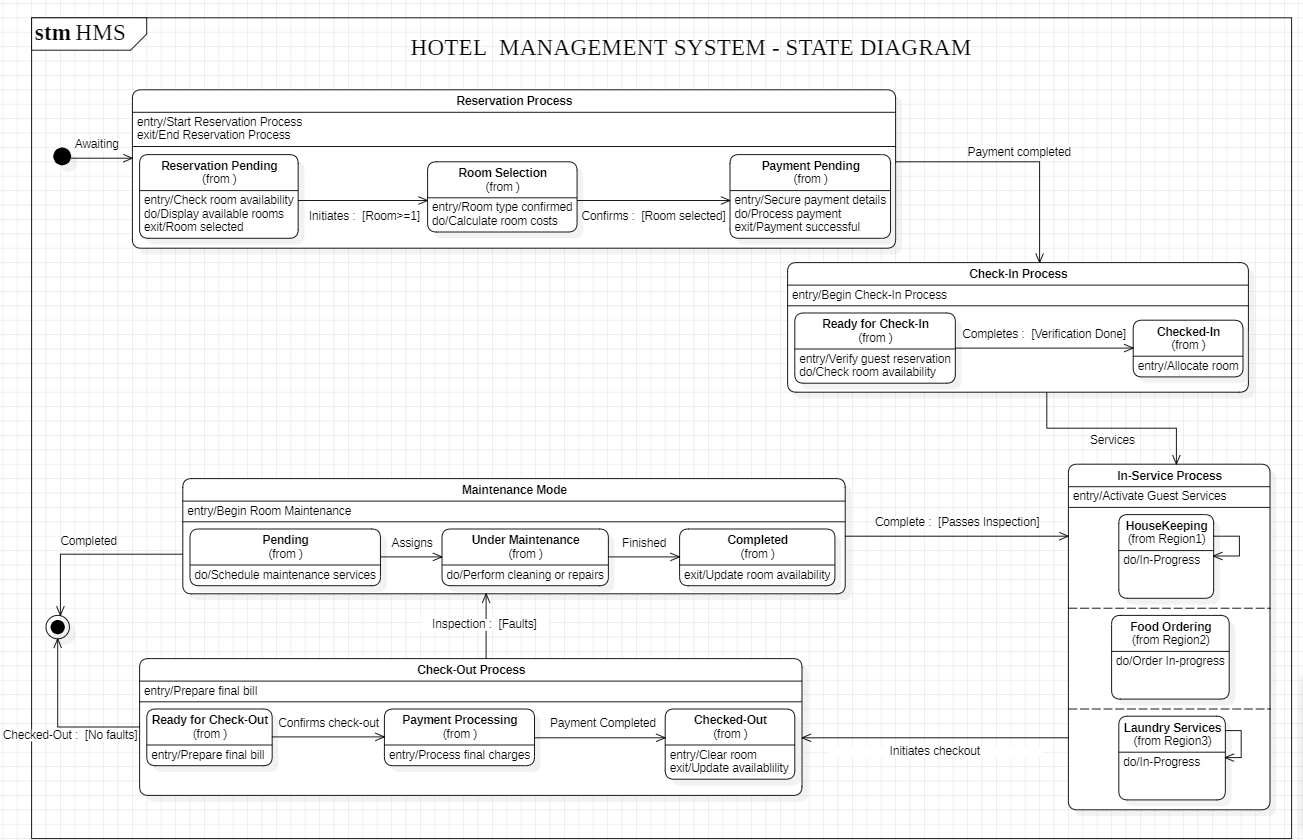 stm HMS
HOTEL MANAGEMENT SYSTEM - STATE DIAGRAM
Reservation Process
entry/Start Reservation Process
exit/End Reservation Process
Awaiting
Reservation Pending
(from )
entry/Check room availability
do/Display available rooms
exit/Room selected
Initiates : [Room>=1]
Room Selection
(from )
entry/Room type confirmed
do/Calculate room costs
Confirms : [Room selected]
Payment Pending
(from )
entry/Secure payment details
do/Process payment
exit/Payment successful
Payment completed
Check-In Process
entry/Begin Check-In Process
Ready for Check-In
(from )
entry/Verify guest reservation
do/Check room availability
Completes : [Verification Done]
Checked-In
(from )
entry/Allocate room
Services
In-Service Process
entry/Activate Guest Services
HouseKeeping
(from Region1)
do/In-Progress
Food Ordering
(from Region2)
do/Order In-progress
Laundry Services
(from Region3)
do/In-Progress
Maintenance Mode
entry/Begin Room Maintenance
Pending
(from )
do/Schedule maintenance services
Assigns
Under Maintenance
(from )
do/Perform cleaning or repairs
Finished
Completed
(from )
exit/Update room availability
Complete : [Passes Inspection]
Completed
Inspection : [Faults]
Check-Out Process
entry/Prepare final bill
Ready for Check-Out
(from )
entry/Prepare final bill
Confirms check-out
Payment Processing
(from )
entry/Process final charges
Payment Completed
Checked-Out
(from )
entry/Clear room
exit/Update availablility
Initiates checkout
Checked-Out : [No faults]